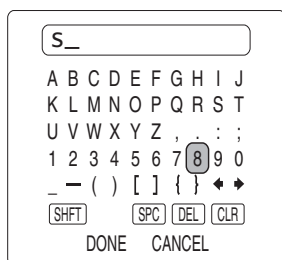 S_
A B C D E F G H I J
K L M N O P Q R S T
U V W X Y Z , . : ;
1 2 3 4 5 6 7 8 9 0
_ – ( ) [ ] { } ← →
SHFT SPC DEL CLR
DONE CANCEL